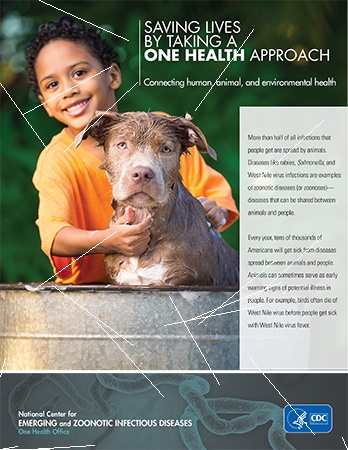 SAVING LIVES
BY TAKING A
ONE HEALTH APPROACH
Connecting human, animal, and environmental health
More than half of all infections that
people get are spread by animals.
Diseases like rabies, Salmonella, and
West Nile virus infections are examples
of zoonotic diseases (or zoonoses)—
diseases that can be shared between
animals and people.
Every year, tens of thousands of
Americans will get sick from diseases
spread between animals and people.
Animals can sometimes serve as early
warning signs of potential illness in
people. For example, birds often die of
West Nile virus before people get sick
with West Nile virus fever.
National Center for
EMERGING and ZOONOTIC INFECTIOUS DISEASES
One Health Office
CDC